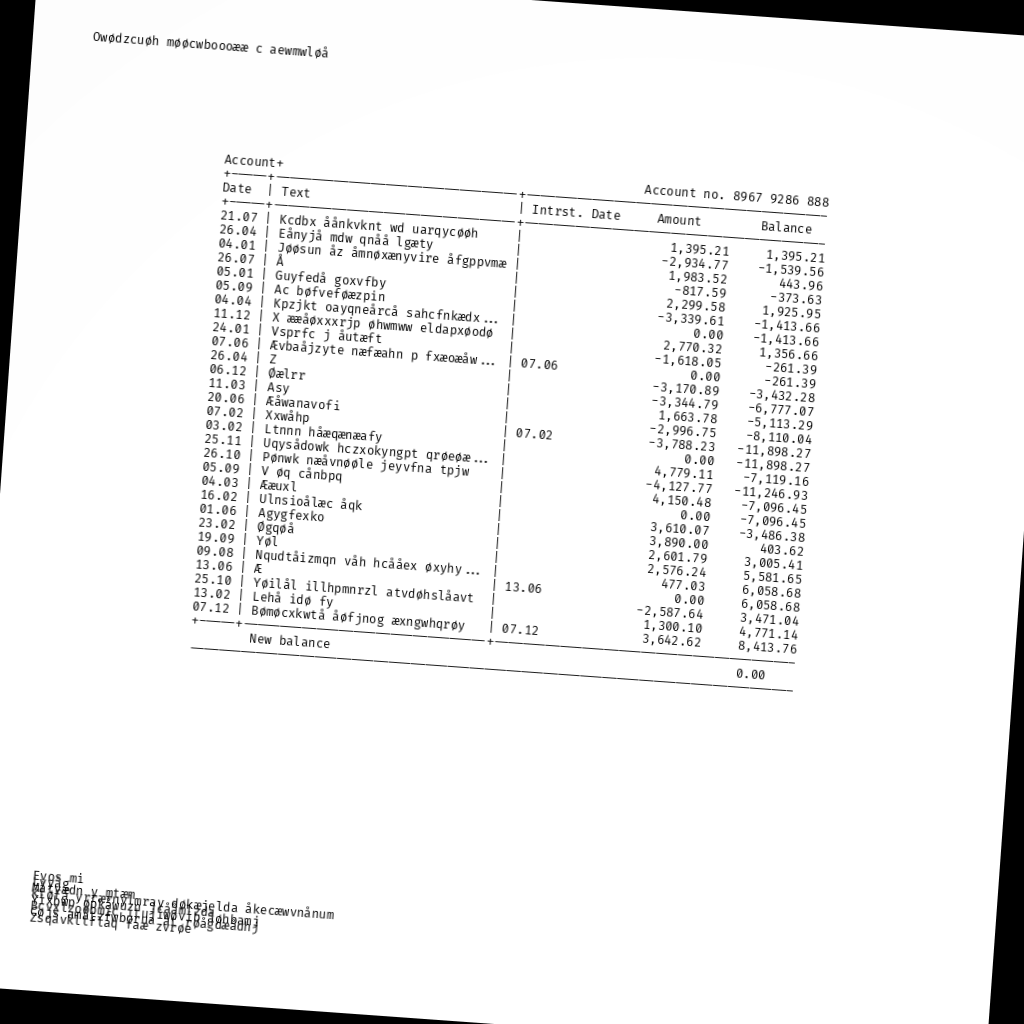 Owødzcuøh møøcwboooææ c aewmwløå
Account+
Account no. 8967 9286 888
Date | Text | Intrst. Date Amount Balance
21.07 | Kcdbx åånkvknt wd uarqycøøh | 1,395.21 1,395.21
26.04 | Eånyjå mdw qnåå lgæty | -2,934.77 -1,539.56
04.01 | Jøøsun åz åmnøxænyvire åfgppvmæ | 1,983.52 443.96
26.07 | Å | -817.59 -373.63
05.01 | Guyfedå goxvfby | 2,299.58 1,925.95
05.09 | Ac bøfveføæzpin | -3,339.61 -1,413.66
04.04 | Kpzjkt oayqneårcå sahcfnkædx... | 0.00 -1,413.66
11.12 | X ææåøxxxrjp øhwmww eldapxøodø | 2,770.32 1,356.66
24.01 | Vsprfc j åutæft | -1,618.05 -261.39
07.06 | Ævbaåjzyte næfæahn p fxæoæåw... | 07.06 0.00 -261.39
26.04 | Z | -3,170.89 -3,432.28
06.12 | Øælrr | -3,344.79 -6,777.07
11.03 | Asy | 1,663.78 -5,113.29
20.06 | Æåwanavofi | -2,996.75 -8,110.04
07.02 | Xxwåhp | 07.02 -3,788.23 -11,898.27
03.02 | Ltnnn håæqænæafy | 0.00 -11,898.27
25.11 | Uqysådowk hczxokyngpt qrøeøæ... | 4,779.11 -7,119.16
26.10 | Pønwk næåvnøøle jeyvfna tpjw | -4,127.77 -11,246.93
05.09 | V øq cånbpq | 4,150.48 -7,096.45
04.03 | Ææuxl | 0.00 -7,096.45
16.02 | Ulnsioålæc åqk | 3,610.07 -3,486.38
01.06 | Agygfexko | 3,890.00 403.62
23.02 | Øgqøå | 2,601.79 3,005.41
19.09 | Yøl | 2,576.24 5,581.65
09.08 | Nqudtåizmqn våh hcååex øxyhy... | 477.03 6,058.68
13.06 | Æ | 13.06 0.00 6,058.68
25.10 | Yøilål illhpmnrzl atvdøhslåavt | -2,587.64 3,471.04
13.02 | Lehå idø fy | 1,300.10 4,771.14
07.12 | Bømøcxkwtå åøfjnog æxngwhqrøy | 07.12 3,642.62 8,413.76
New balance 0.00
Evos mi
v mtæm
døkæjelda åkecæwvnånum
faæ zvrøe